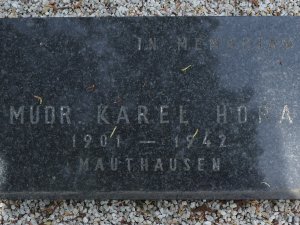 IN MEMORIAM
MUDR. KAREL HORA
1901 — 1942
MAUTHAUSEN